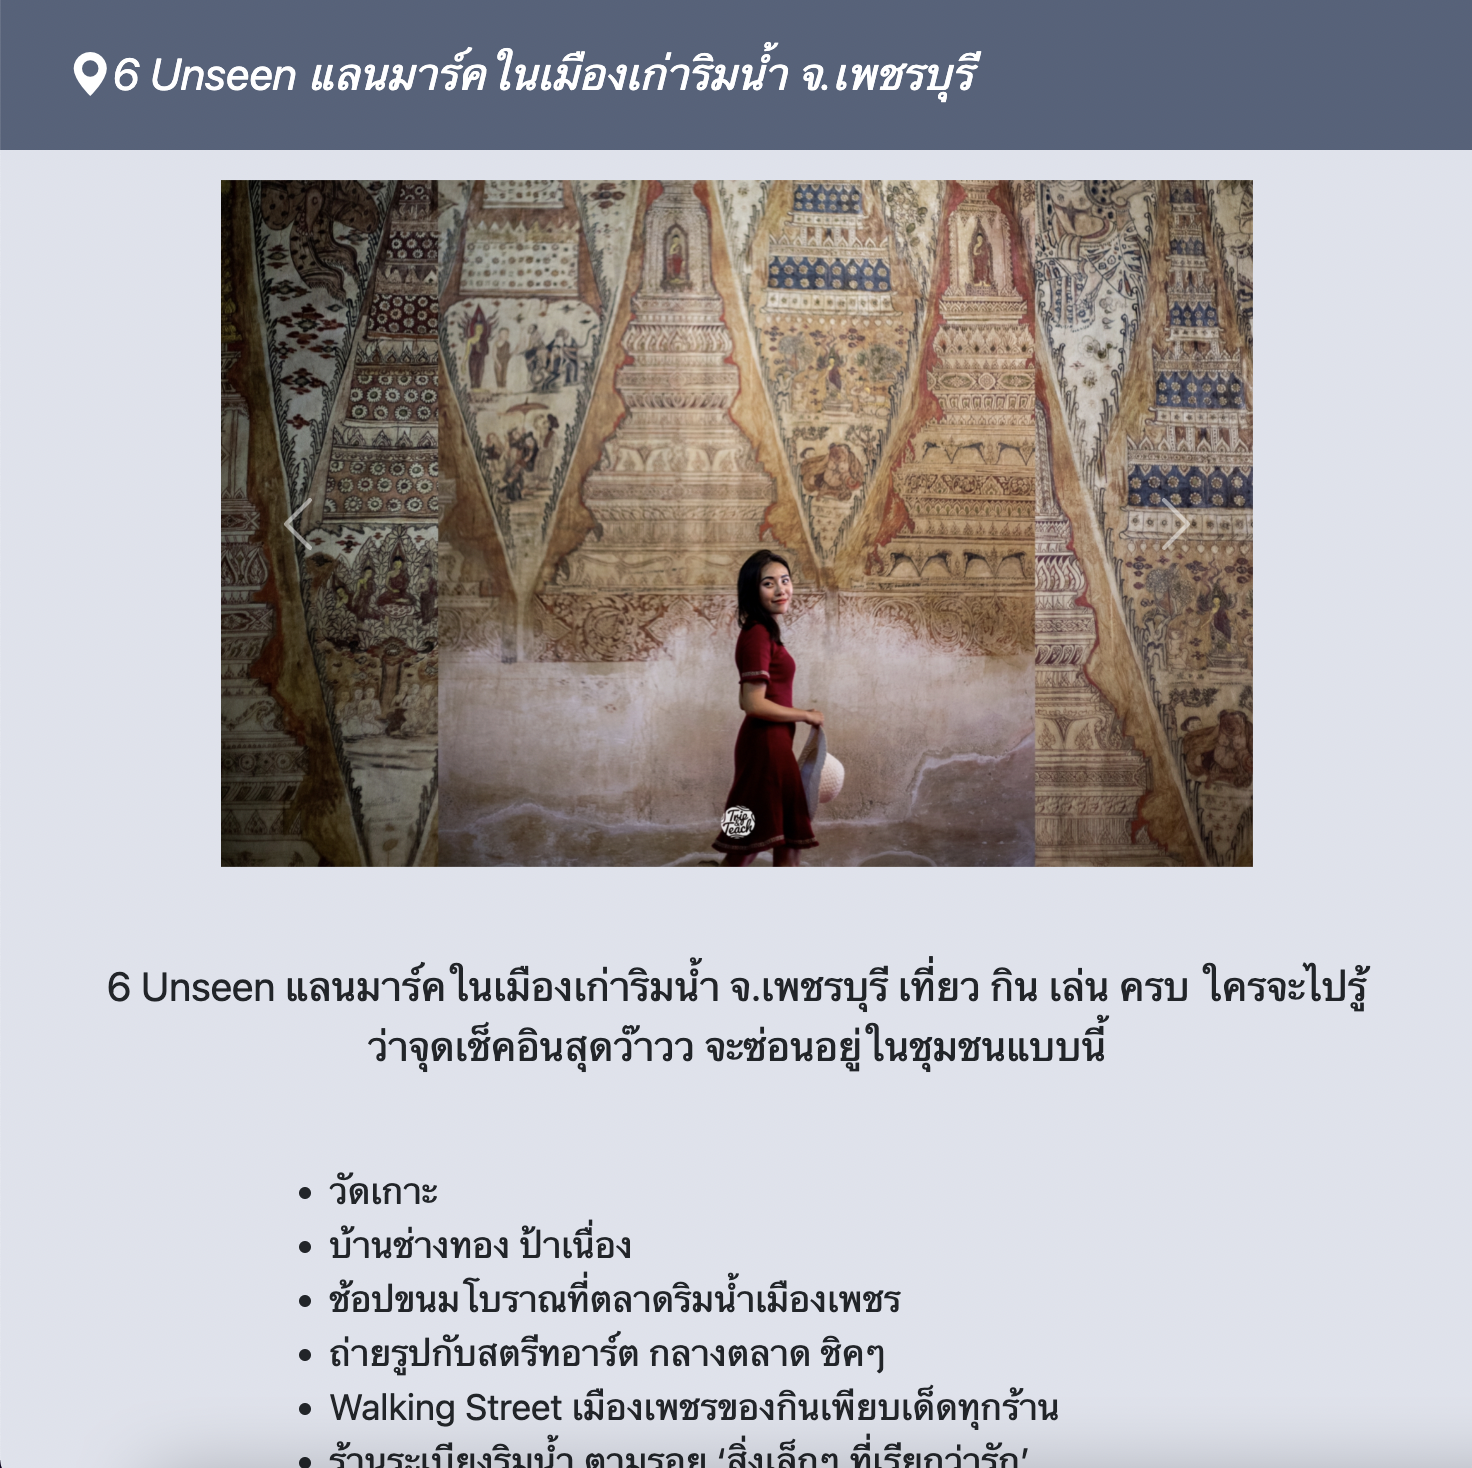 6 Unseen แลนมาร์คในเมืองเก่าริมน้ำ จ.เพชรบุรี
Trip
Teach
6 Unseen แลนมาร์คในเมืองเก่าริมน้ำ จ.เพชรบุรี เที่ยว กิน เล่น ครบ ใครจะไปรู้
ว่าจุดเช็คอินสุดว๊าวว จะซ่อนอยู่ในชุมชนแบบนี้
• วัดเกาะ
• บ้านช่างทอง ป้าเนื่อง
• ช้อปขนมโบราณที่ตลาดริมน้ำเมืองเพชร
• ถ่ายรูปกับสตรีทอาร์ต กลางตลาด ชิคๆ
• Walking Street เมืองเพชรของกินเพียบเด็ดทุกร้าน
• ร้านระเบียงริมน้ำ ตามรอย ‘สิ่งเล็กๆ ที่เรียกว่ารัก’